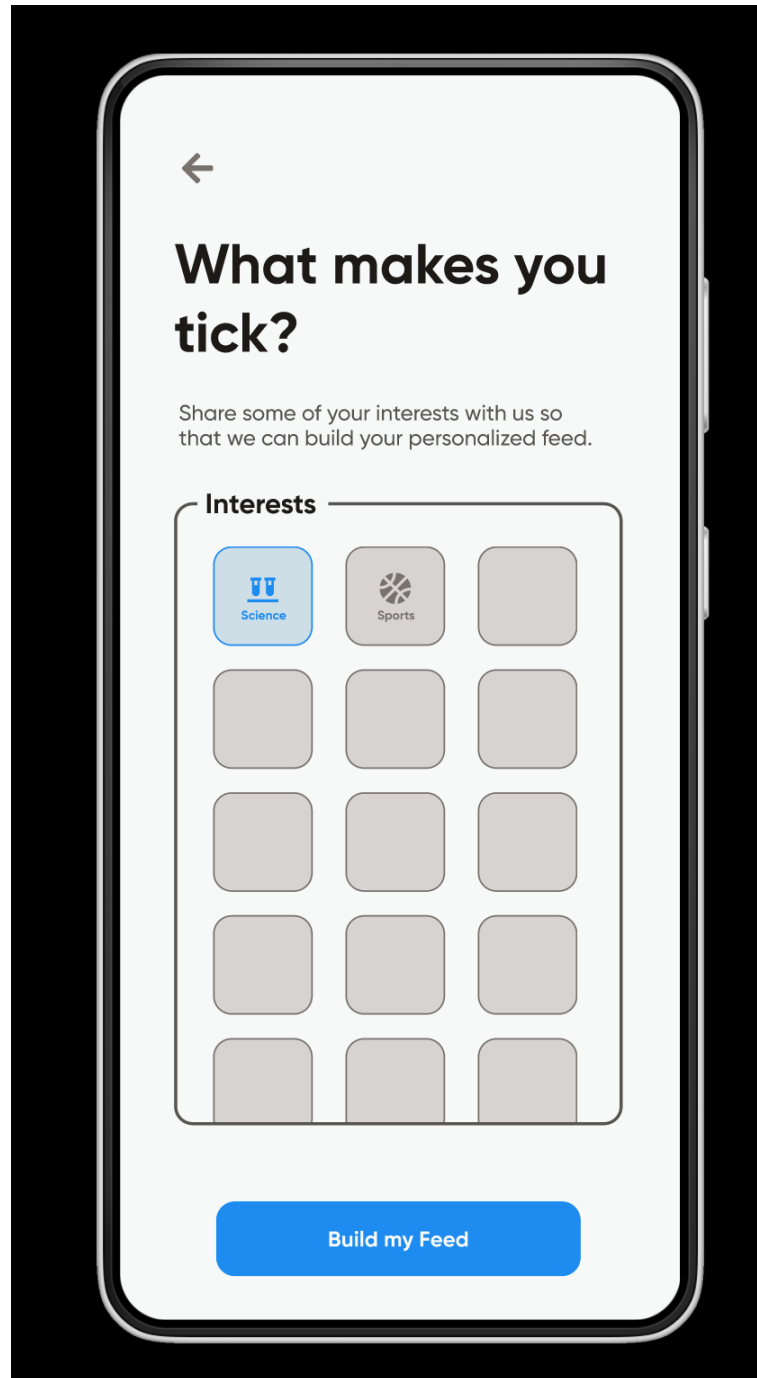 What makes you
tick?
Share some of your interests with us so
that we can build your personalized feed.
Interests
Science
Sports
Build my Feed